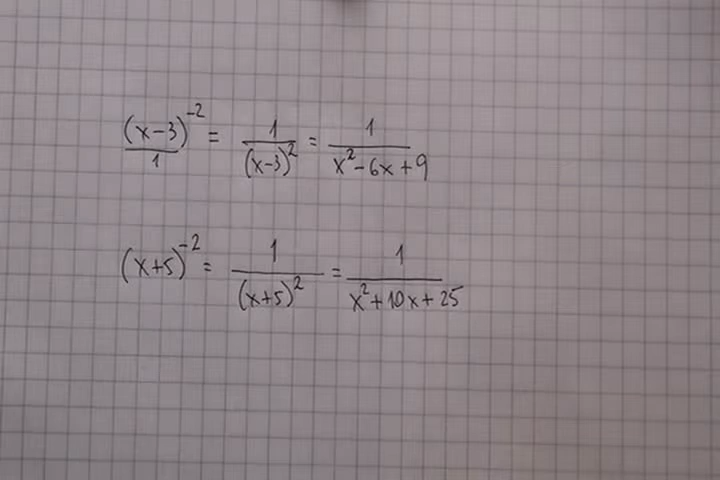 (x-3)^-2/1 = 1/(x-3)^2 = 1/(x^2-6x+9)
(x+5)^-2 = 1/(x+5)^2 = 1/(x^2+10x+25)